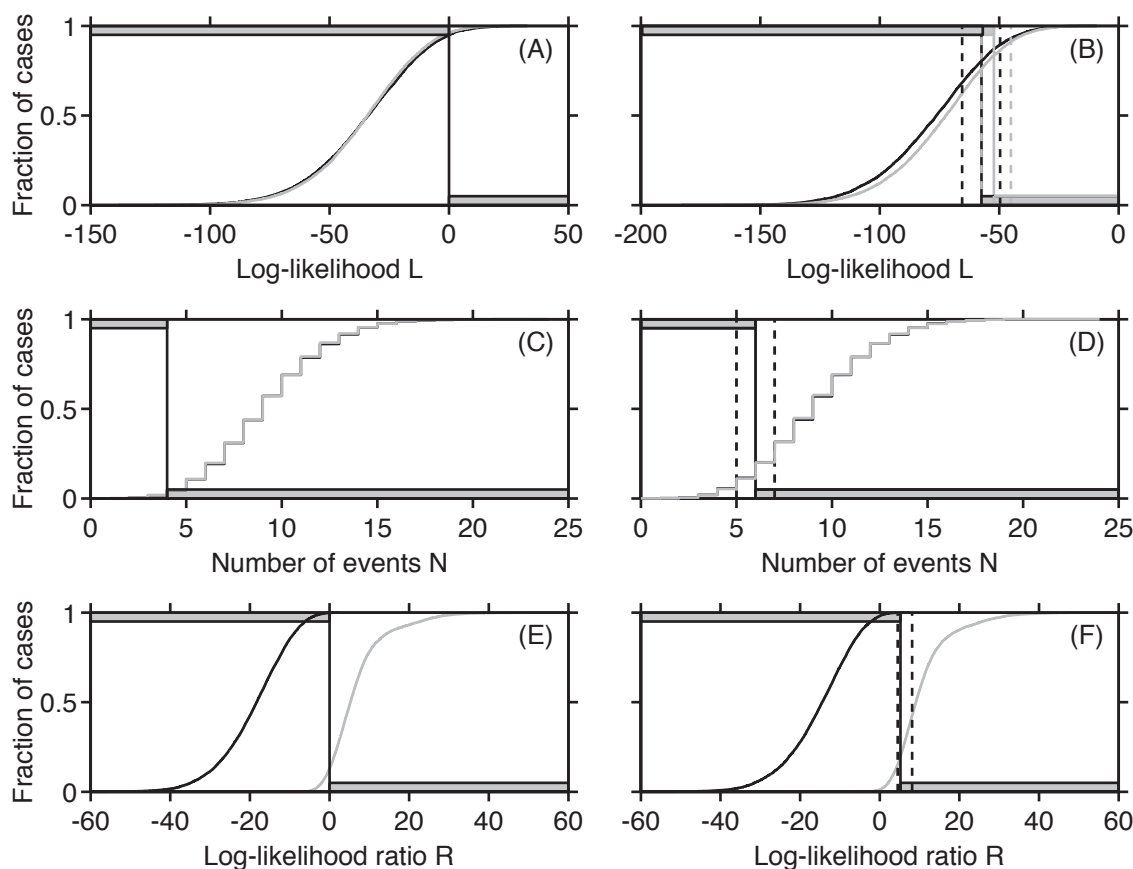 1 (A) 1 (B)
Fraction of cases 0.5 0.5
0 0
-150 -100 -50 0 50 -200 -150 -100 -50 0
Log-likelihood L Log-likelihood L
1 (C) 1 (D)
Fraction of cases 0.5 0.5
0 0
0 5 10 15 20 25 0 5 10 15 20 25
Number of events N Number of events N
1 (E) 1 (F)
Fraction of cases 0.5 0.5
0 0
-60 -40 -20 0 20 40 60 -60 -40 -20 0 20 40 60
Log-likelihood ratio R Log-likelihood ratio R